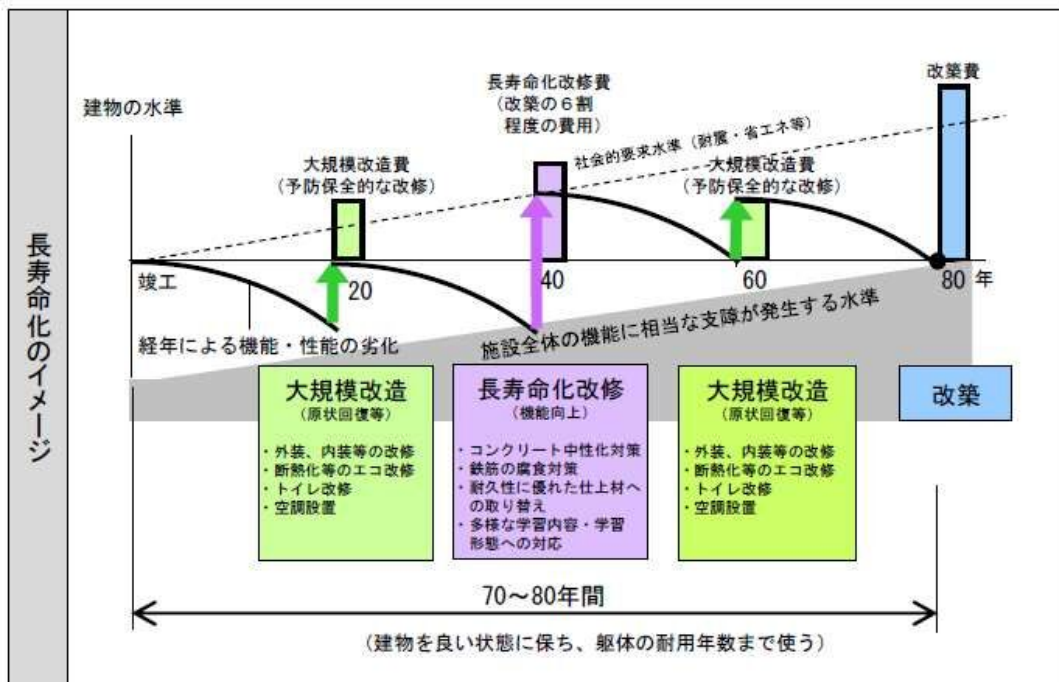 長寿命化のイメージ
建物の水準
大規模改造費
（予防保全的な改修）
長寿命化改修費
（改築の６割
程度の費用）
社会的要求水準（耐震・省エネ等）
大規模改造費
（予防保全的な改修）
改築費
竣工
20
40
60
80 年
経年による機能・性能の劣化
施設全体の機能に相当な支障が発生する水準
大規模改造
（原状回復等）
・外装、内装等の改修
・断熱化等のエコ改修
・トイレ改修
・空調設置
長寿命化改修
（機能向上）
・コンクリート中性化対策
・鉄筋の腐食対策
・耐久性に優れた仕上材へ
の取り替え
・多様な学習内容・学習
形態への対応
大規模改造
（原状回復等）
・外装、内装等の改修
・断熱化等のエコ改修
・トイレ改修
・空調設置
改築
70～80年間
（建物を良い状態に保ち、躯体の耐用年数まで使う）